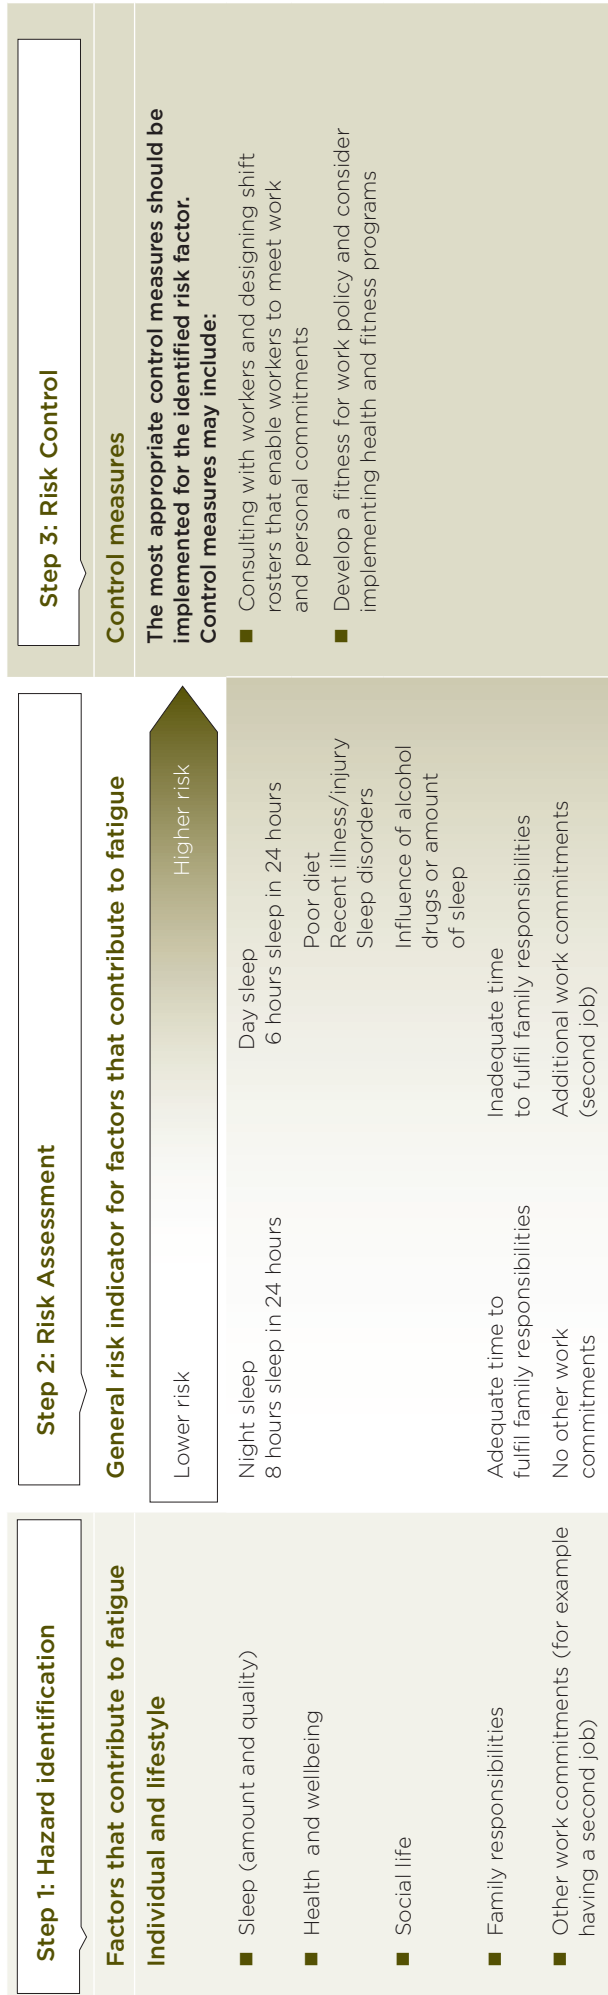 Step 1: Hazard identification
Factors that contribute to fatigue
Individual and lifestyle
■ Sleep (amount and quality)
■ Health and wellbeing
■ Social life
■ Family responsibilities
■ Other work commitments (for example
having a second job)
Step 2: Risk Assessment
General risk indicator for factors that contribute to fatigue
Lower risk
Higher risk
Night sleep
8 hours sleep in 24 hours
Day sleep
6 hours sleep in 24 hours
Poor diet
Recent illness/injury
Sleep disorders
Influence of alcohol
drugs or amount
of sleep
Adequate time to
fulfil family responsibilities
Inadequate time
to fulfil family responsibilities
No other work
commitments
Additional work commitments
(second job)
Step 3: Risk Control
Control measures
The most appropriate control measures should be
implemented for the identified risk factor.
Control measures may include:
■ Consulting with workers and designing shift
rosters that enable workers to meet work
and personal commitments
■ Develop a fitness for work policy and consider
implementing health and fitness programs